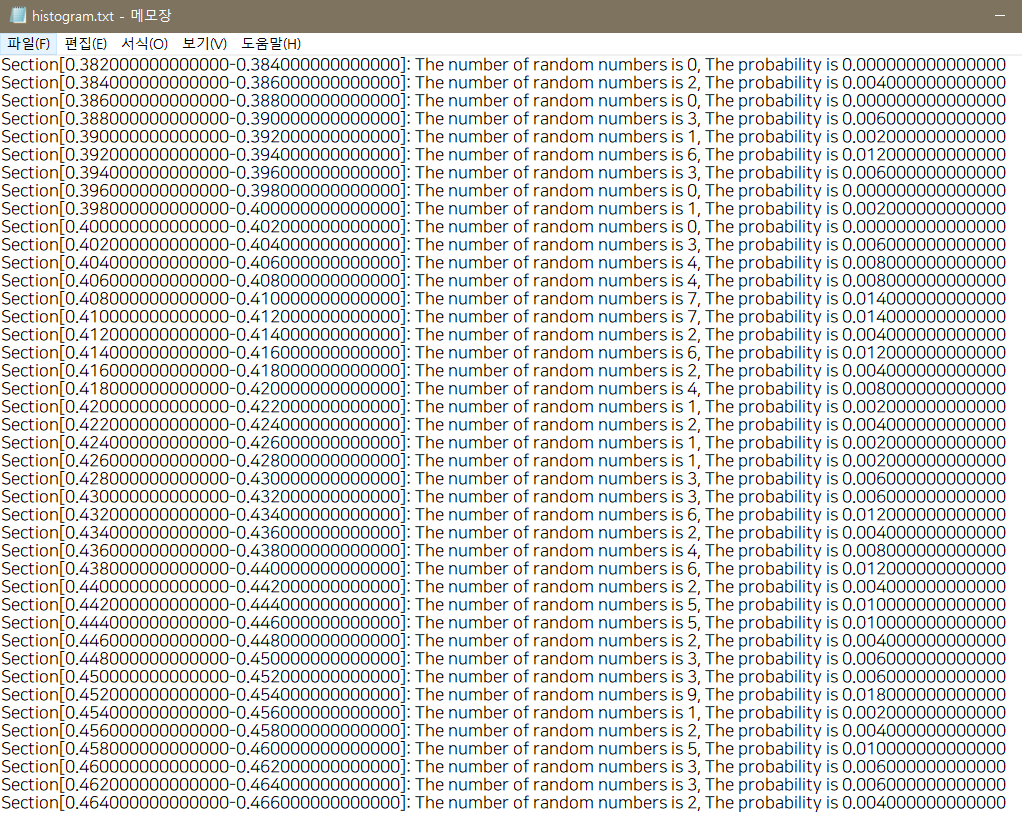 histogram.txt - 메모장
파일(F) 편집(E) 서식(O) 보기(V) 도움말(H)
Section[0.382000000000000-0.384000000000000]: The number of random numbers is 0, The probability is 0.000000000000000
Section[0.384000000000000-0.386000000000000]: The number of random numbers is 2, The probability is 0.004000000000000
Section[0.386000000000000-0.388000000000000]: The number of random numbers is 0, The probability is 0.000000000000000
Section[0.388000000000000-0.390000000000000]: The number of random numbers is 3, The probability is 0.006000000000000
Section[0.390000000000000-0.392000000000000]: The number of random numbers is 1, The probability is 0.002000000000000
Section[0.392000000000000-0.394000000000000]: The number of random numbers is 6, The probability is 0.012000000000000
Section[0.394000000000000-0.396000000000000]: The number of random numbers is 3, The probability is 0.006000000000000
Section[0.396000000000000-0.398000000000000]: The number of random numbers is 0, The probability is 0.000000000000000
Section[0.398000000000000-0.400000000000000]: The number of random numbers is 1, The probability is 0.002000000000000
Section[0.400000000000000-0.402000000000000]: The number of random numbers is 0, The probability is 0.000000000000000
Section[0.402000000000000-0.404000000000000]: The number of random numbers is 3, The probability is 0.006000000000000
Section[0.404000000000000-0.406000000000000]: The number of random numbers is 4, The probability is 0.008000000000000
Section[0.406000000000000-0.408000000000000]: The number of random numbers is 4, The probability is 0.008000000000000
Section[0.408000000000000-0.410000000000000]: The number of random numbers is 7, The probability is 0.014000000000000
Section[0.410000000000000-0.412000000000000]: The number of random numbers is 7, The probability is 0.014000000000000
Section[0.412000000000000-0.414000000000000]: The number of random numbers is 2, The probability is 0.004000000000000
Section[0.414000000000000-0.416000000000000]: The number of random numbers is 6, The probability is 0.012000000000000
Section[0.416000000000000-0.418000000000000]: The number of random numbers is 2, The probability is 0.004000000000000
Section[0.418000000000000-0.420000000000000]: The number of random numbers is 4, The probability is 0.008000000000000
Section[0.420000000000000-0.422000000000000]: The number of random numbers is 1, The probability is 0.002000000000000
Section[0.422000000000000-0.424000000000000]: The number of random numbers is 2, The probability is 0.004000000000000
Section[0.424000000000000-0.426000000000000]: The number of random numbers is 1, The probability is 0.002000000000000
Section[0.426000000000000-0.428000000000000]: The number of random numbers is 1, The probability is 0.002000000000000
Section[0.428000000000000-0.430000000000000]: The number of random numbers is 3, The probability is 0.006000000000000
Section[0.430000000000000-0.432000000000000]: The number of random numbers is 3, The probability is 0.006000000000000
Section[0.432000000000000-0.434000000000000]: The number of random numbers is 6, The probability is 0.012000000000000
Section[0.434000000000000-0.436000000000000]: The number of random numbers is 2, The probability is 0.004000000000000
Section[0.436000000000000-0.438000000000000]: The number of random numbers is 4, The probability is 0.008000000000000
Section[0.438000000000000-0.440000000000000]: The number of random numbers is 6, The probability is 0.012000000000000
Section[0.440000000000000-0.442000000000000]: The number of random numbers is 2, The probability is 0.004000000000000
Section[0.442000000000000-0.444000000000000]: The number of random numbers is 5, The probability is 0.010000000000000
Section[0.444000000000000-0.446000000000000]: The number of random numbers is 5, The probability is 0.010000000000000
Section[0.446000000000000-0.448000000000000]: The number of random numbers is 2, The probability is 0.004000000000000
Section[0.448000000000000-0.450000000000000]: The number of random numbers is 3, The probability is 0.006000000000000
Section[0.450000000000000-0.452000000000000]: The number of random numbers is 3, The probability is 0.006000000000000
Section[0.452000000000000-0.454000000000000]: The number of random numbers is 9, The probability is 0.018000000000000
Section[0.454000000000000-0.456000000000000]: The number of random numbers is 1, The probability is 0.002000000000000
Section[0.456000000000000-0.458000000000000]: The number of random numbers is 2, The probability is 0.004000000000000
Section[0.458000000000000-0.460000000000000]: The number of random numbers is 5, The probability is 0.010000000000000
Section[0.460000000000000-0.462000000000000]: The number of random numbers is 3, The probability is 0.006000000000000
Section[0.462000000000000-0.464000000000000]: The number of random numbers is 3, The probability is 0.006000000000000
Section[0.464000000000000-0.466000000000000]: The number of random numbers is 2, The probability is 0.004000000000000